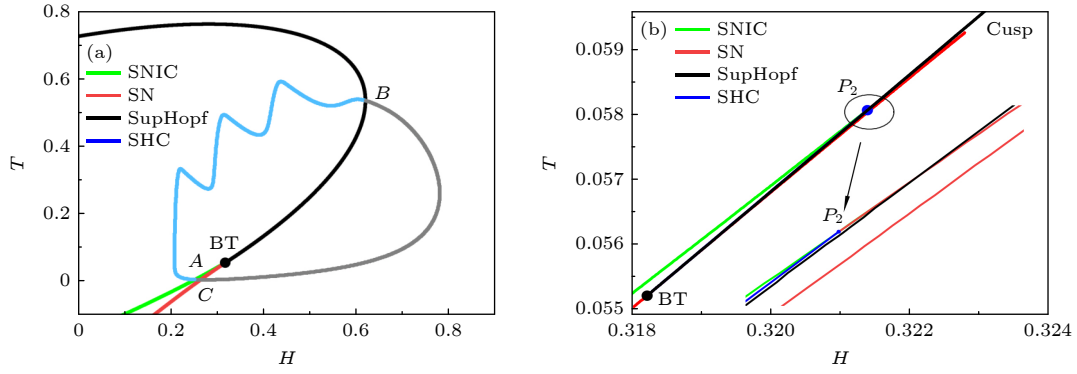 (a)
SNIC
SN
SupHopf
SHC
B
A
BT
C
T
0.8
0.6
0.4
0.2
0
0 0.2 0.4 0.6 0.8
H
(b)
SNIC
SN
SupHopf
SHC
Cusp
P2
P2
BT
T
0.059
0.058
0.057
0.056
0.055
0.318 0.320 0.322 0.324
H